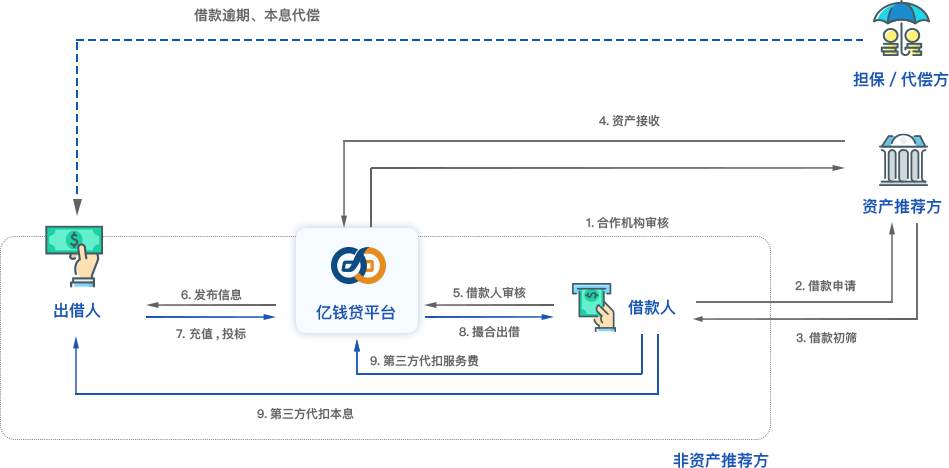 借款逾期、本息代偿
担保 / 代偿方
4. 资产接收
资产推荐方
1. 合作机构审核
6. 发布信息
5. 借款人审核
2. 借款申请
出借人
亿钱贷平台
借款人
7. 充值 , 投标
8. 撮合出借
3. 借款初筛
9. 第三方代扣服务费
9. 第三方代扣本息
非资产推荐方